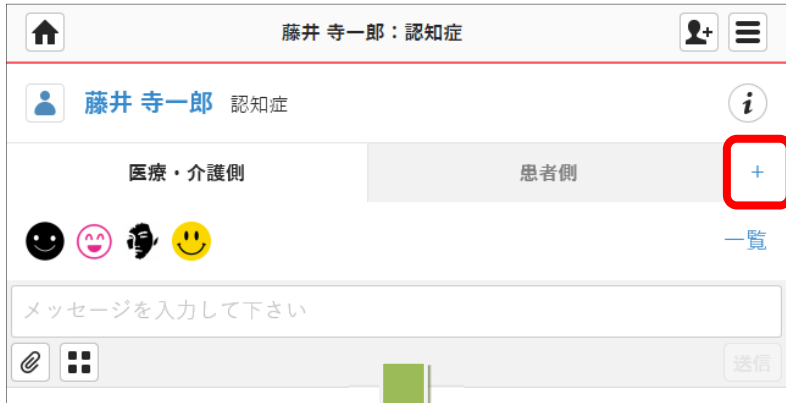 藤井 寺一郎：認知症
藤井 寺一郎 認知症
医療・介護側 患者側 +
一覧
メッセージを入力して下さい
送信